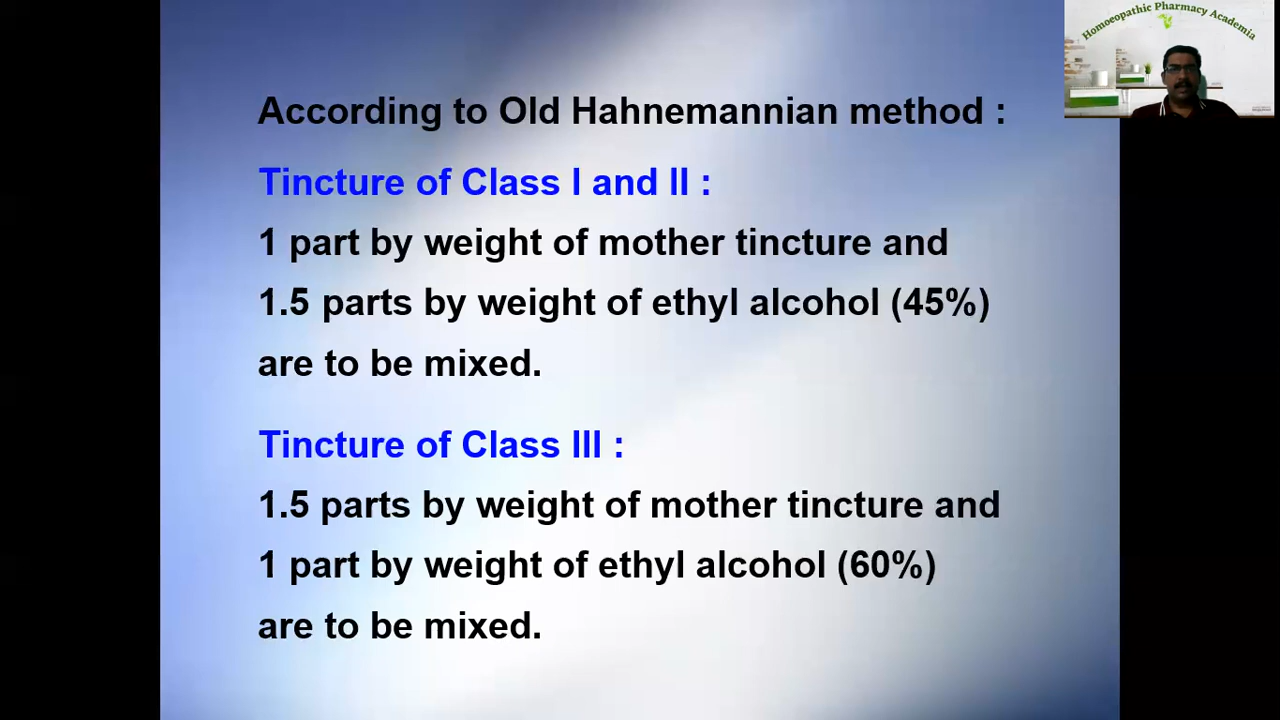 Homoeopathic Pharmacy Academia
According to Old Hahnemannian method :
Tincture of Class I and II :
1 part by weight of mother tincture and
1.5 parts by weight of ethyl alcohol (45%)
are to be mixed.
Tincture of Class III :
1.5 parts by weight of mother tincture and
1 part by weight of ethyl alcohol (60%)
are to be mixed.